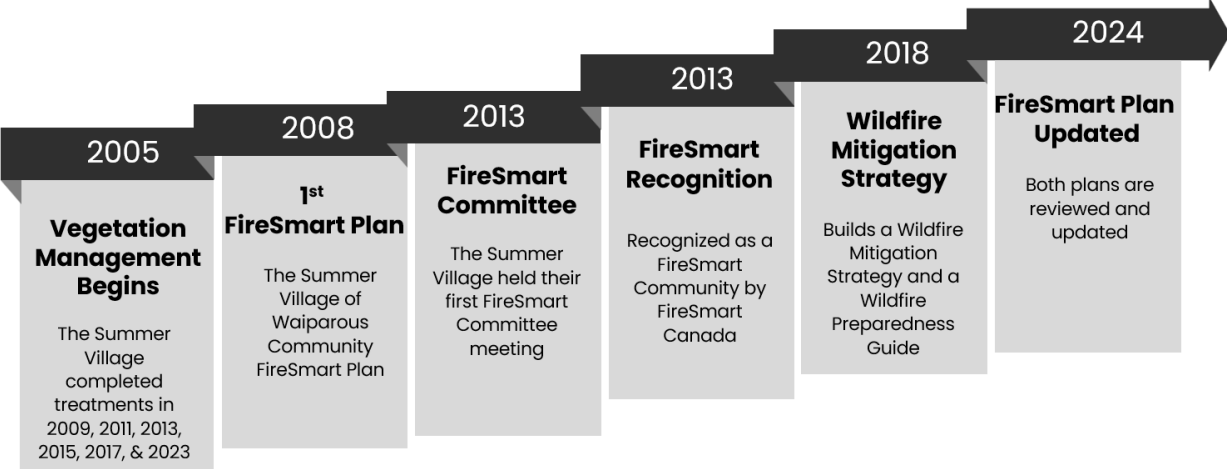 2005
Vegetation
Management
Begins
The Summer
Village
completed
treatments in
2009, 2011, 2013,
2015, 2017, & 2023
2008
1st
FireSmart Plan
The Summer
Village of
Waiparous
Community
FireSmart Plan
2013
FireSmart
Committee
The Summer
Village held their
first FireSmart
Committee
meeting
2013
FireSmart
Recognition
Recognized as a
FireSmart
Community by
FireSmart
Canada
2018
Wildfire
Mitigation
Strategy
Builds a Wildfire
Mitigation
Strategy and a
Wildfire
Preparedness
Guide
2024
FireSmart Plan
Updated
Both plans are
reviewed and
updated